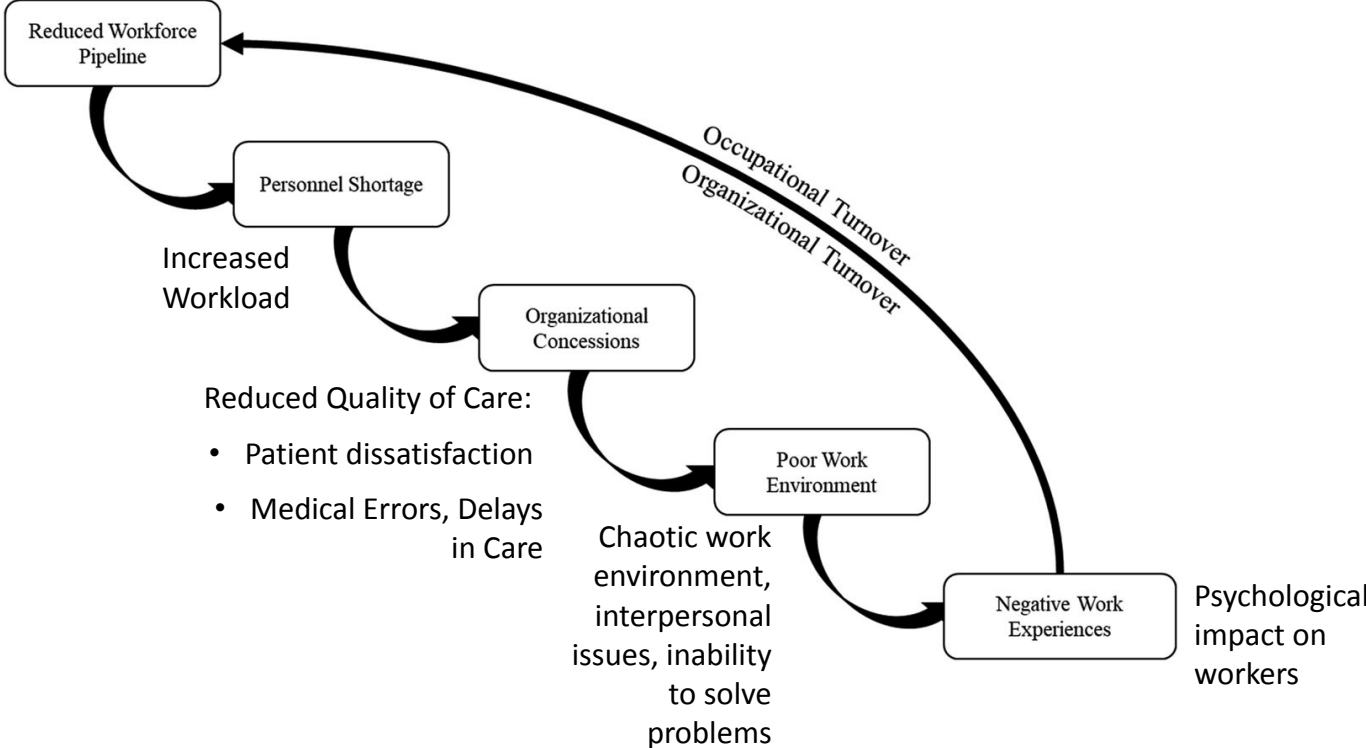 Reduced Workforce
Pipeline
Personnel Shortage
Increased
Workload
Occupational Turnover
Organizational Turnover
Organizational
Concessions
Reduced Quality of Care:
• Patient dissatisfaction
• Medical Errors, Delays
in Care
Poor Work
Environment
Chaotic work
environment,
interpersonal
issues, inability
to solve
problems
Negative Work
Experiences
Psychological
impact on
workers